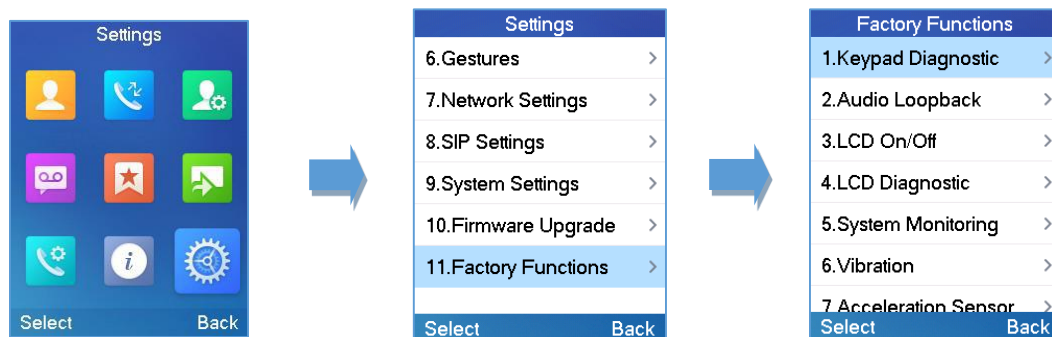 Settings
Select Back
Settings
6.Gestures
7.Network Settings
8.SIP Settings
9.System Settings
10.Firmware Upgrade
11.Factory Functions
Select Back
Factory Functions
1.Keypad Diagnostic
2.Audio Loopback
3.LCD On/Off
4.LCD Diagnostic
5.System Monitoring
6.Vibration
7.Acceleration Sensor
Select Back